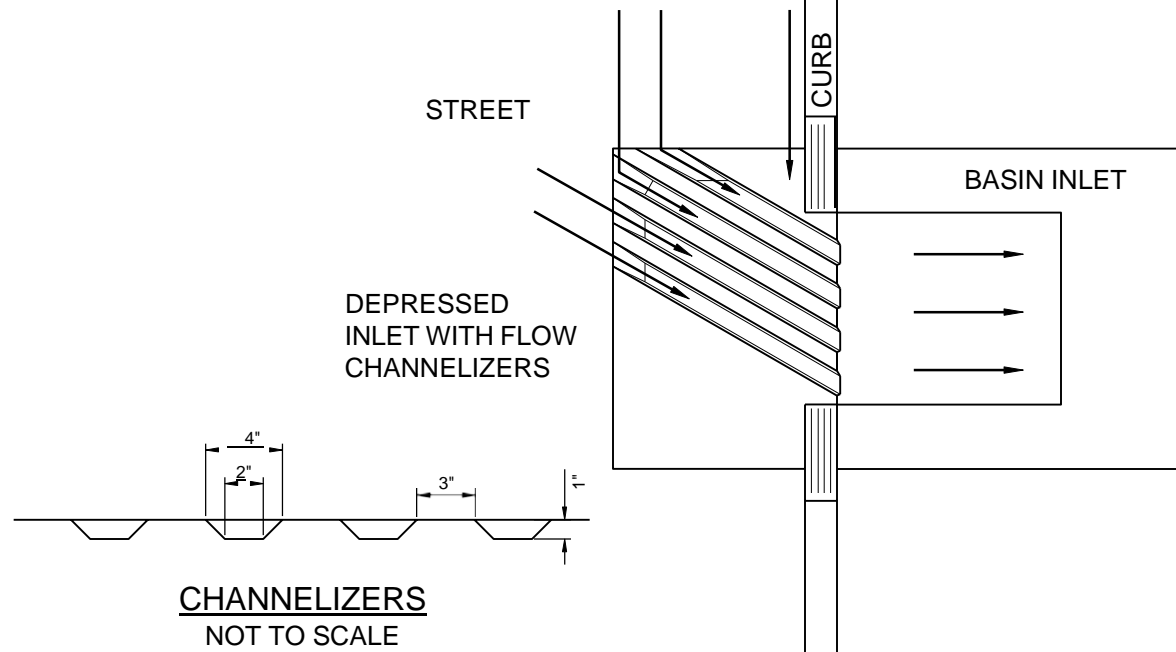 STREET
CURB
BASIN INLET
DEPRESSED
INLET WITH FLOW
CHANNELIZERS
4"
2"
3"
1"
CHANNELIZERS
NOT TO SCALE